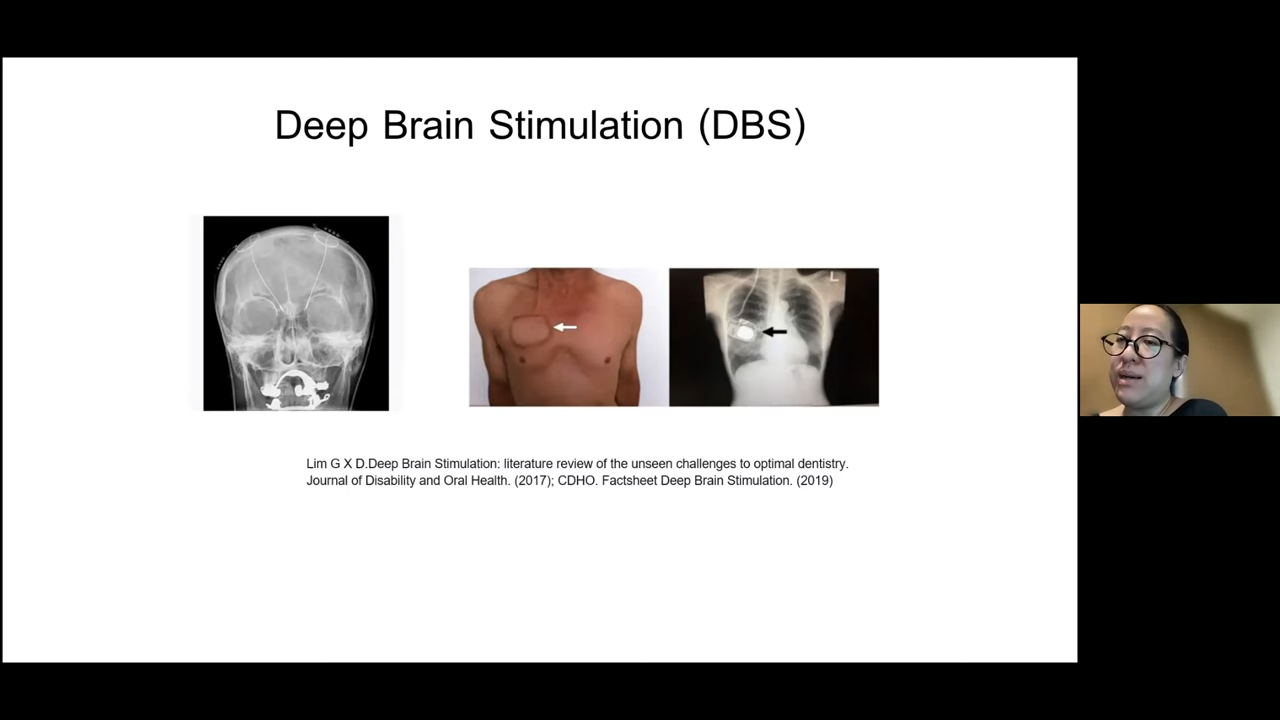 Deep Brain Stimulation (DBS)
L
Lim G X D.Deep Brain Stimulation: literature review of the unseen challenges to optimal dentistry.
Journal of Disability and Oral Health. (2017); CDHO. Factsheet Deep Brain Stimulation. (2019)